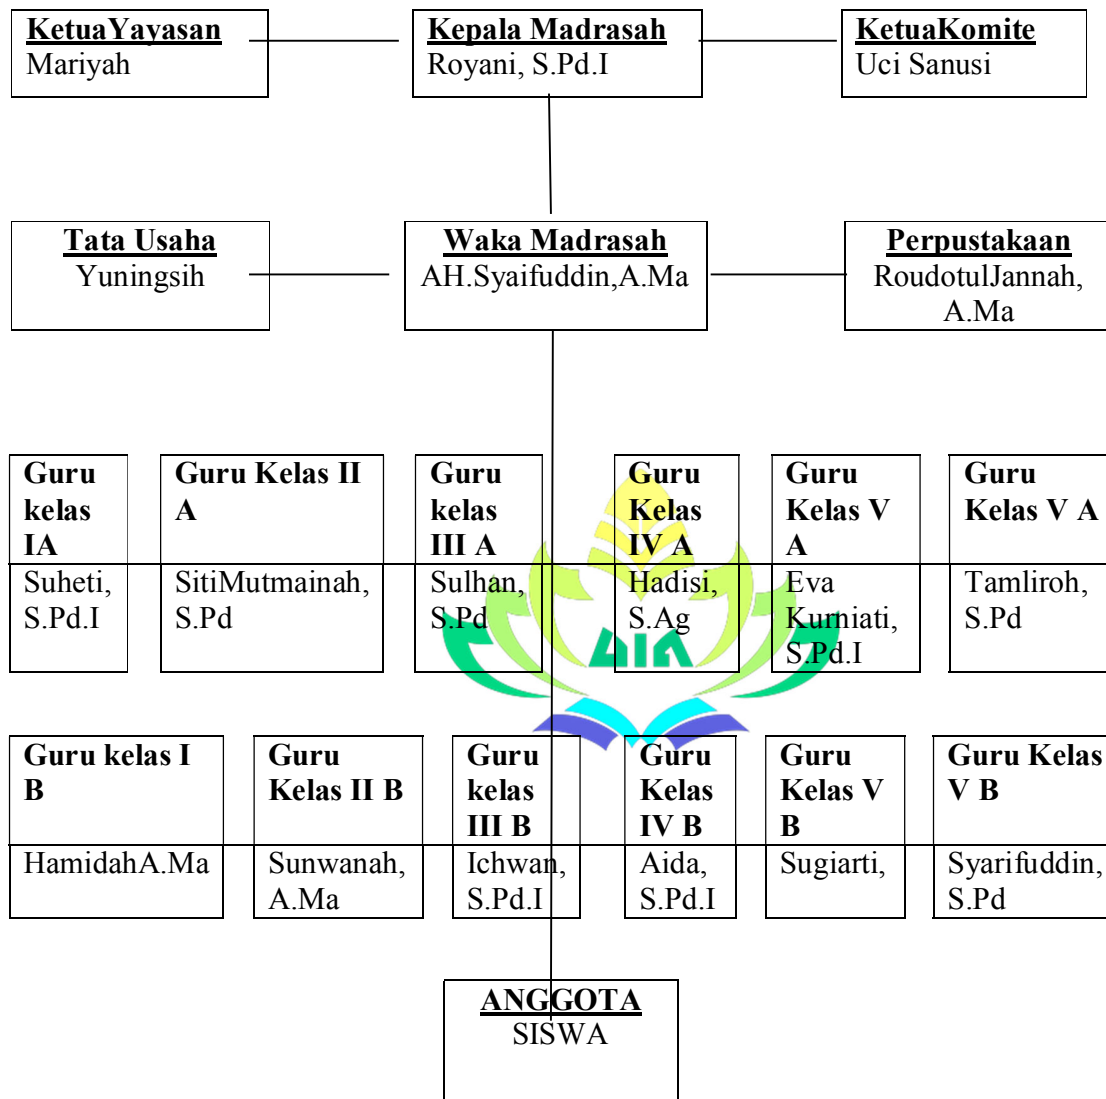 KetuaYayasan
Mariyah
Kepala Madrasah
Royani, S.Pd.I
KetuaKomite
Uci Sanusi
Tata Usaha
Yuningsih
Waka Madrasah
AH.Syaifuddin,A.Ma
Perpustakaan
RoudotulJannah,
A.Ma
Guru
kelas
IA
Suheti,
S.Pd.I
Guru Kelas II
A
SitiMutmainah,
S.Pd
Guru
kelas
III A
Sulhan,
S.Pd
Guru
Kelas
IV A
Hadisi,
S.Ag
Guru
Kelas V
A
Eva
Kurniati,
S.Pd.I
Guru
Kelas V A
Tamliroh,
S.Pd
Guru kelas I
B
HamidahA.Ma
Guru
Kelas II B
Sunwanah,
A.Ma
Guru
kelas
III B
Ichwan,
S.Pd.I
Guru
Kelas
IV B
Aida,
S.Pd.I
Guru
Kelas V
B
Sugiarti,
Guru Kelas
V B
Syarifuddin,
S.Pd
ANGGOTA
SISWA